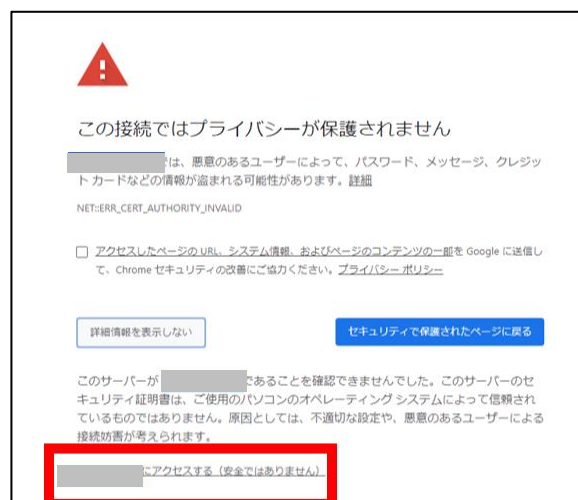 この接続ではプライバシーが保護されません
では、悪意のあるユーザーによって、パスワード、メッセージ、クレジッ
ト カードなどの情報が盗まれる可能性があります。詳細
NET::ERR_CERT_AUTHORITY_INVALID
アクセスしたページの URL、システム情報、およびページのコンテンツの一部を Google に送信し
て、Chrome セキュリティの改善にご協力ください。プライバシー ポリシー
詳細情報を表示しない
セキュリティで保護されたページに戻る
このサーバーが であることを確認できませんでした。このサーバーのセ
キュリティ証明書は、ご使用のパソコンのオペレーティング システムによって信頼され
ているものではありません。原因としては、不適切な設定や、悪意のあるユーザーによる
接続妨害が考えられます。
にアクセスする（安全ではありません）